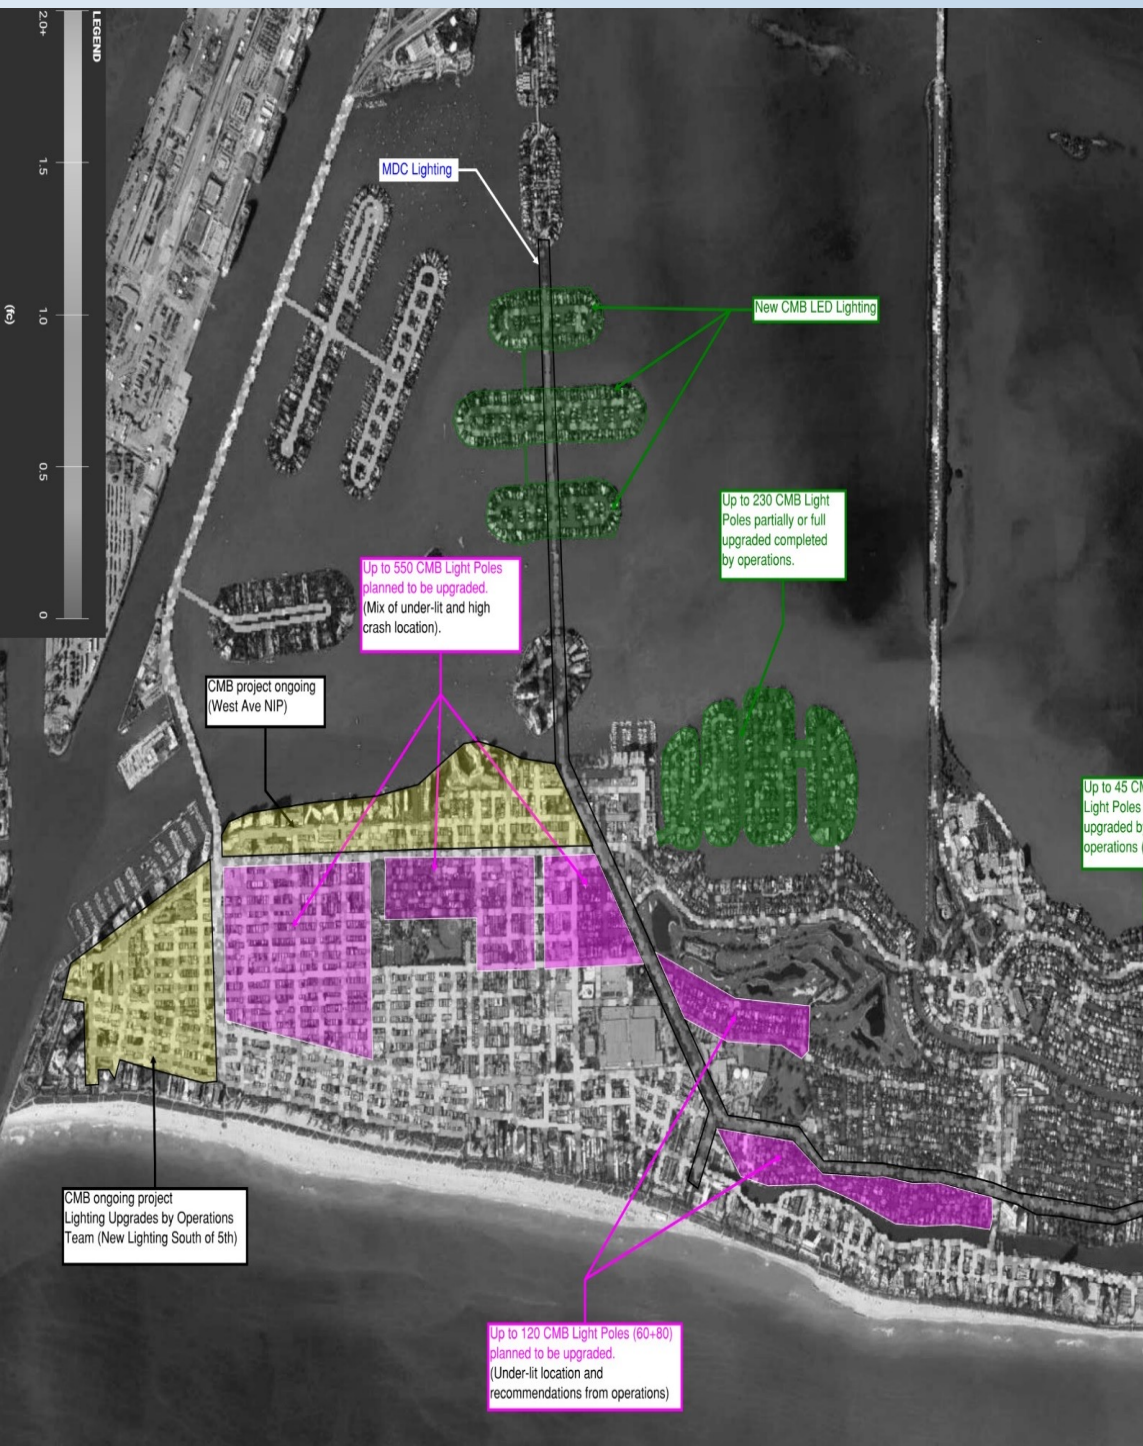 LEGEND
2.0+
1.5
1.0
0.5
0
(fc)
MDC Lighting
New CMB LED Lighting
Up to 230 CMB Light
Poles partially or full
upgraded completed
by operations.
Up to 550 CMB Light Poles
planned to be upgraded.
(Mix of under-lit and high
crash location).
CMB project ongoing
(West Ave NIP)
Up to 45 CM
Light Poles
upgraded b
operations (
CMB ongoing project
Lighting Upgrades by Operations
Team (New Lighting South of 5th)
Up to 120 CMB Light Poles (60+80)
planned to be upgraded.
(Under-lit location and
recommendations from operations)